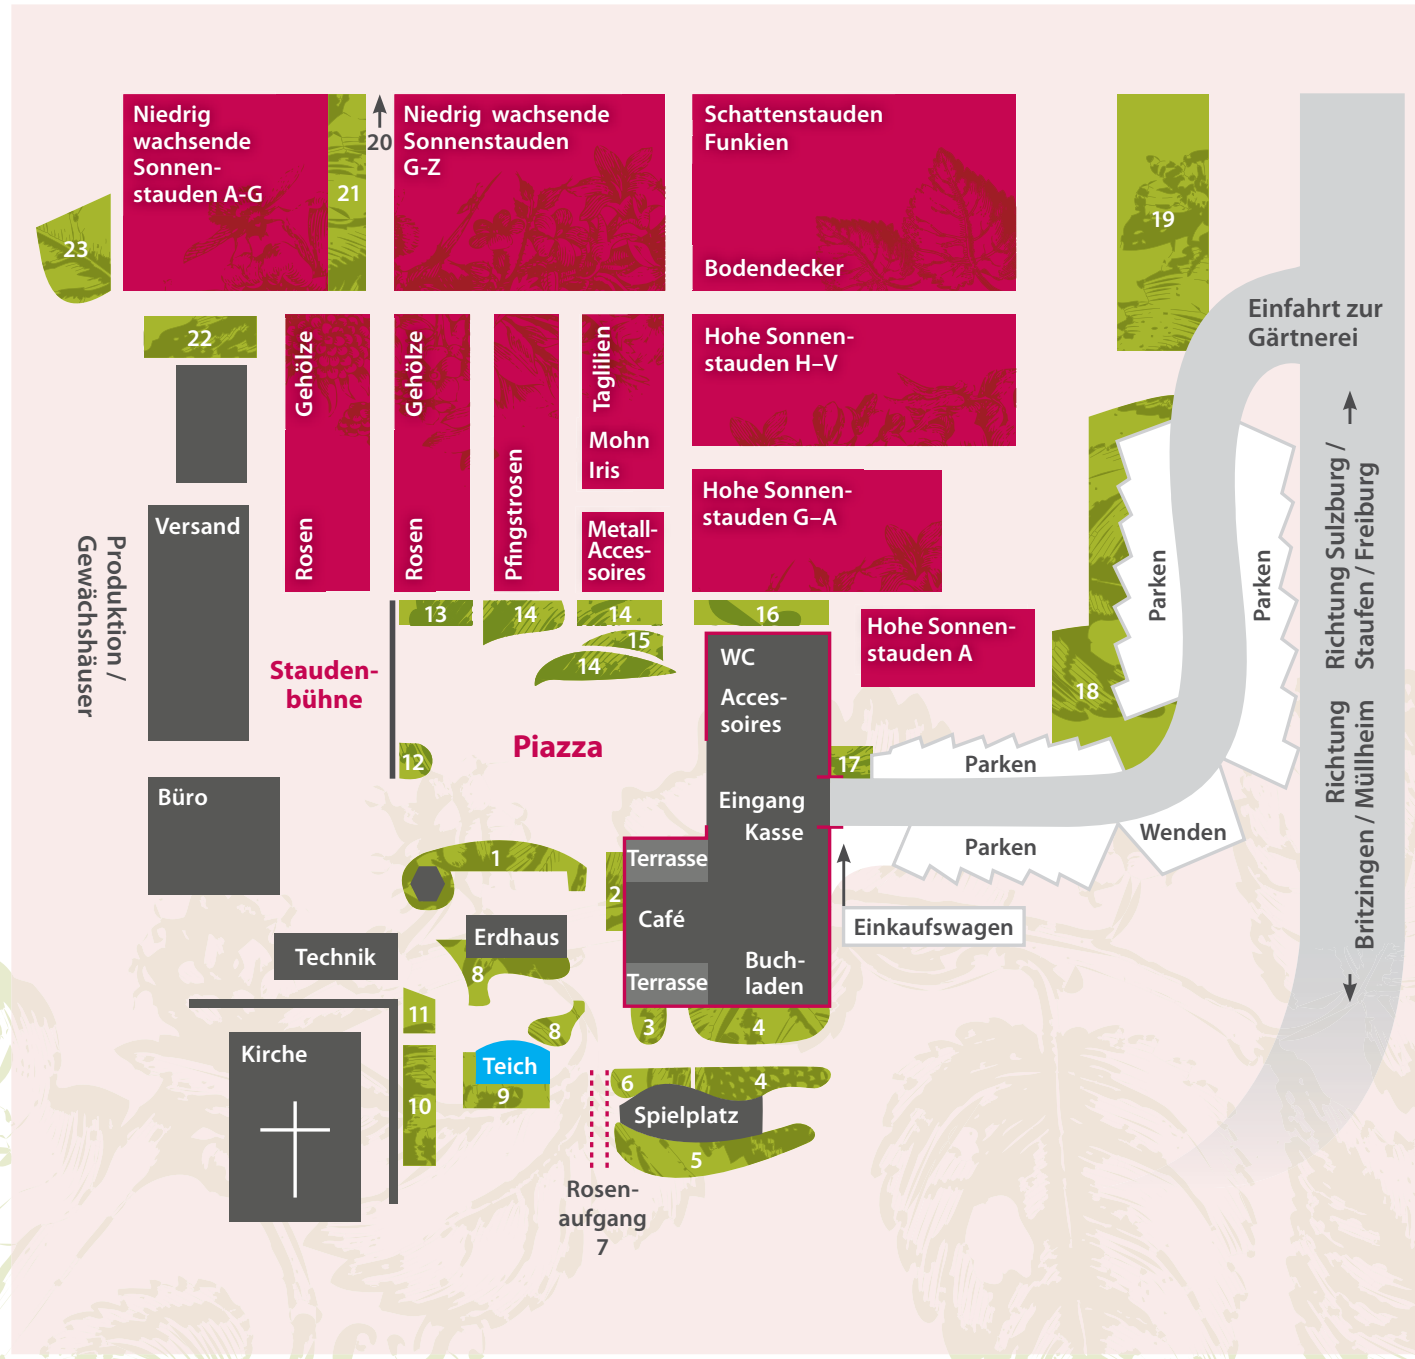 Niedrig
wachsende
Sonnen-
stauden A-G
21
20
Niedrig wachsende
Sonnenstauden
G-Z
Schattenstauden
Funkien
Bodendecker
19
23
22
Einfahrt zur
Gärtnerei
Gehölze
Rosen
Gehölze
Rosen
Pfingstrosen
Taglilien
Mohn
Iris
Metall-
Acces-
soires
Hohe Sonnen-
stauden H–V
Hohe Sonnen-
stauden G–A
Hohe Sonnen-
stauden A
Versand
Produktion /
Gewächshäuser
Stauden-
bühne
13
14
14
15
14
16
12
Piazza
WC
Acces-
soires
Eingang
Kasse
17
18
Parken
Parken
Parken
Parken
Wenden
Richtung Sulzburg /
Staufen / Freiburg
Richtung
Britzingen / Müllheim
Büro
1
2
Terrasse
Café
Terrasse
Buch-
laden
Einkaufswagen
Erdhaus
8
Technik
11
8
3
4
Kirche
Teich
9
10
6
4
Spielplatz
5
Rosen-
aufgang
7